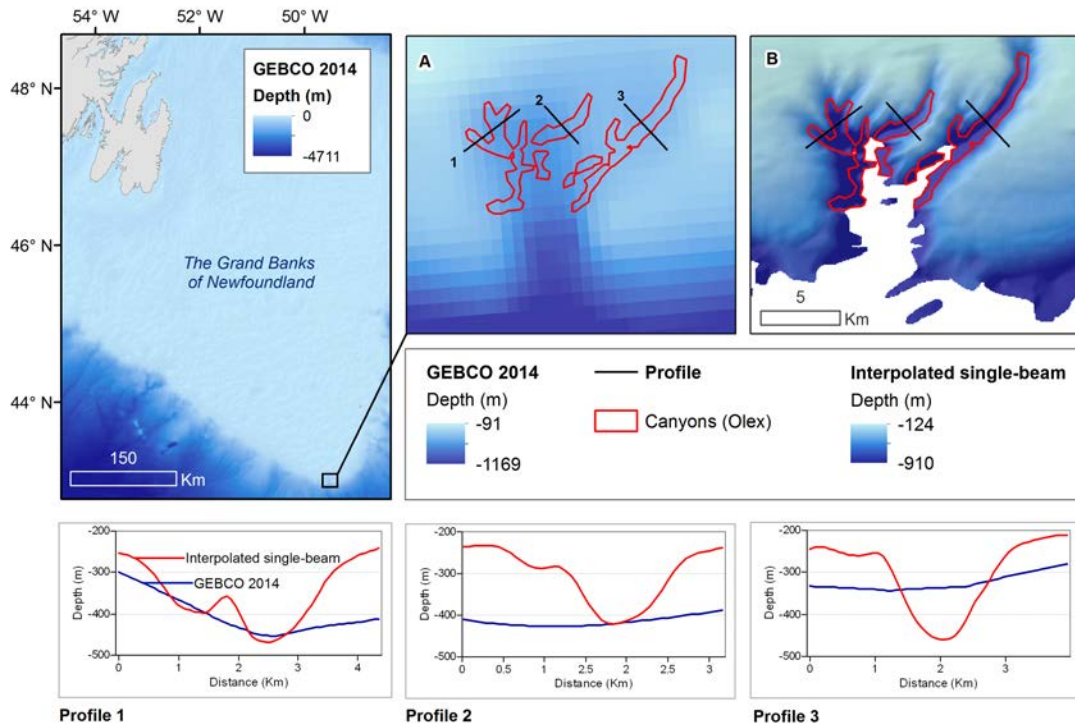 54° W 52° W 50° W
48° N
46° N
44° N
GEBCO 2014
Depth (m)
0
-4711
The Grand Banks
of Newfoundland
150
Km
A
1
2
3
B
5
Km
GEBCO 2014
Depth (m)
-91
-1169
Profile
Canyons (Olex)
Interpolated single-beam
Depth (m)
-124
-910
-200
-300
-400
-500
Depth (m)
Interpolated single-beam
GEBCO 2014
0 1 2 3 4
Distance (Km)
Profile 1
-200
-300
-400
-500
Depth (m)
0 0.5 1 1.5 2.5 2 2.5 3
Distance (Km)
Profile 2
-200
-300
-400
-500
Depth (m)
0 1 2 3
Distance (Km)
Profile 3